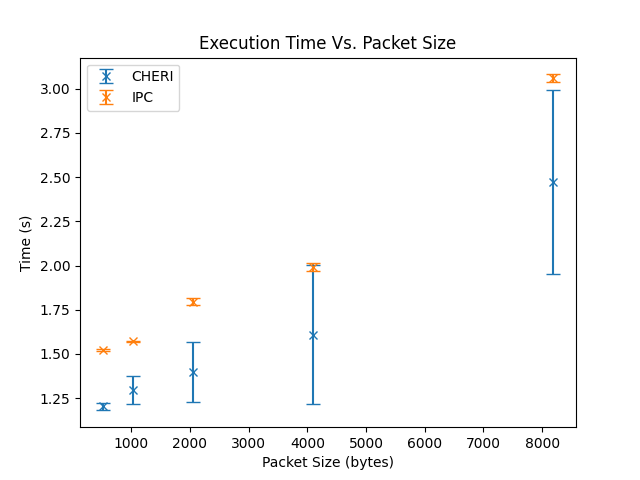 Execution Time Vs. Packet Size
CHERI
IPC
3.00
2.75
2.50
2.25
2.00
1.75
1.50
1.25
Time (s)
1000 2000 3000 4000 5000 6000 7000 8000
Packet Size (bytes)